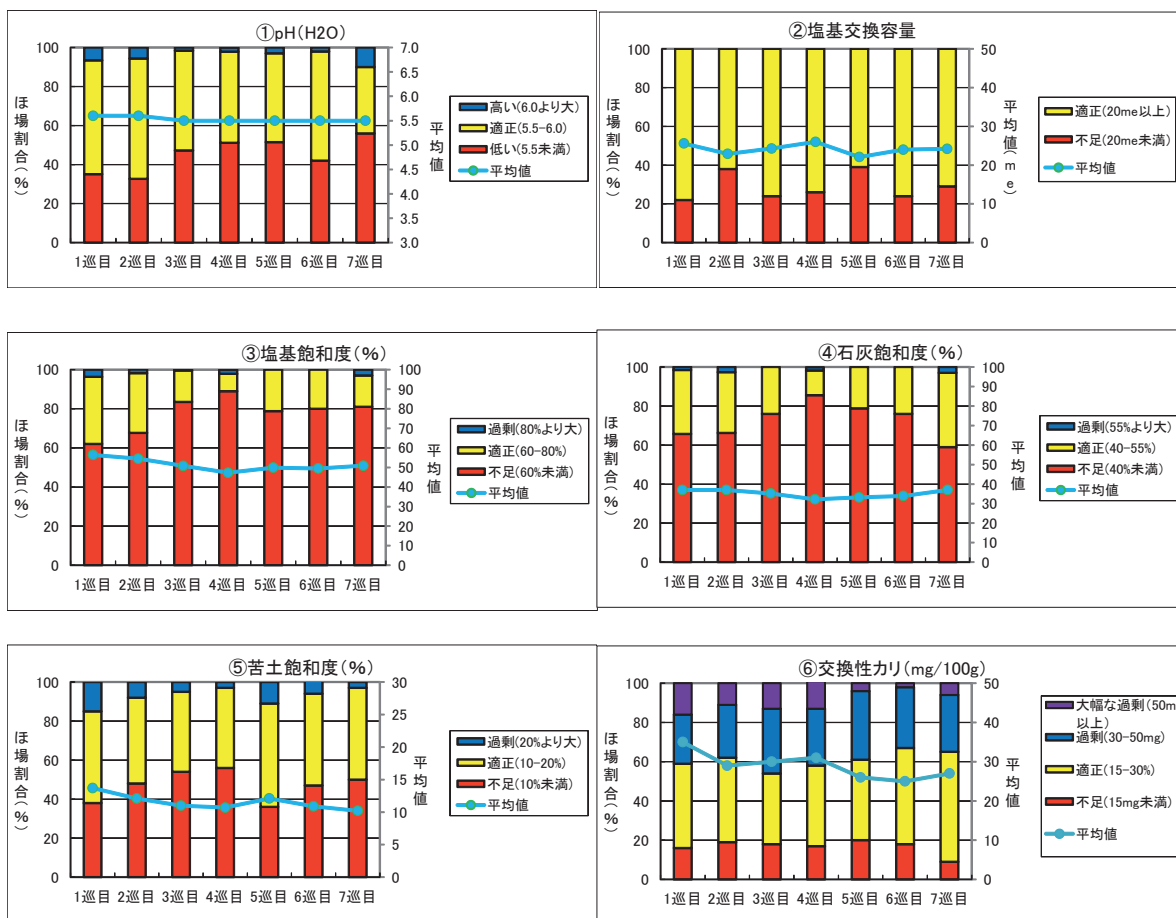 ①pH(H2O)
ほ場割合(%)
100
80
60
40
20
0
7.0
6.5
6.0
5.5
5.0
4.5
4.0
3.5
3.0
平均値
1巡目 2巡目 3巡目 4巡目 5巡目 6巡目 7巡目
高い(6.0より大)
適正(5.5-6.0)
低い(5.5未満)
平均値
②塩基交換容量
ほ場割合(%)
100
80
60
40
20
0
50
40
30
20
10
0
平均値(me)
1巡目 2巡目 3巡目 4巡目 5巡目 6巡目 7巡目
適正(20me以上)
不足(20me未満)
平均値
③塩基飽和度(%)
ほ場割合(%)
100
80
60
40
20
0
100
90
80
70
60
50
40
30
20
10
0
平均値
1巡目 2巡目 3巡目 4巡目 5巡目 6巡目 7巡目
過剰(80%より大)
適正(60-80%)
不足(60%未満)
平均値
④石灰飽和度(%)
ほ場割合(%)
100
80
60
40
20
0
100
90
80
70
60
50
40
30
20
10
0
平均値
1巡目 2巡目 3巡目 4巡目 5巡目 6巡目 7巡目
過剰(55%より大)
適正(40-55%)
不足(40%未満)
平均値
⑤苦土飽和度(%)
ほ場割合(%)
100
80
60
40
20
0
30
25
20
15
10
5
0
平均値
1巡目 2巡目 3巡目 4巡目 5巡目 6巡目 7巡目
過剰(20%より大)
適正(10-20%)
不足(10%未満)
平均値
⑥交換性カリ(mg/100g)
ほ場割合(%)
100
80
60
40
20
0
50
40
30
20
10
0
平均値
1巡目 2巡目 3巡目 4巡目 5巡目 6巡目 7巡目
大幅な過剰(50m
以上)
過剰(30-50mg)
適正(15-30%)
不足(15mg未満)
平均値